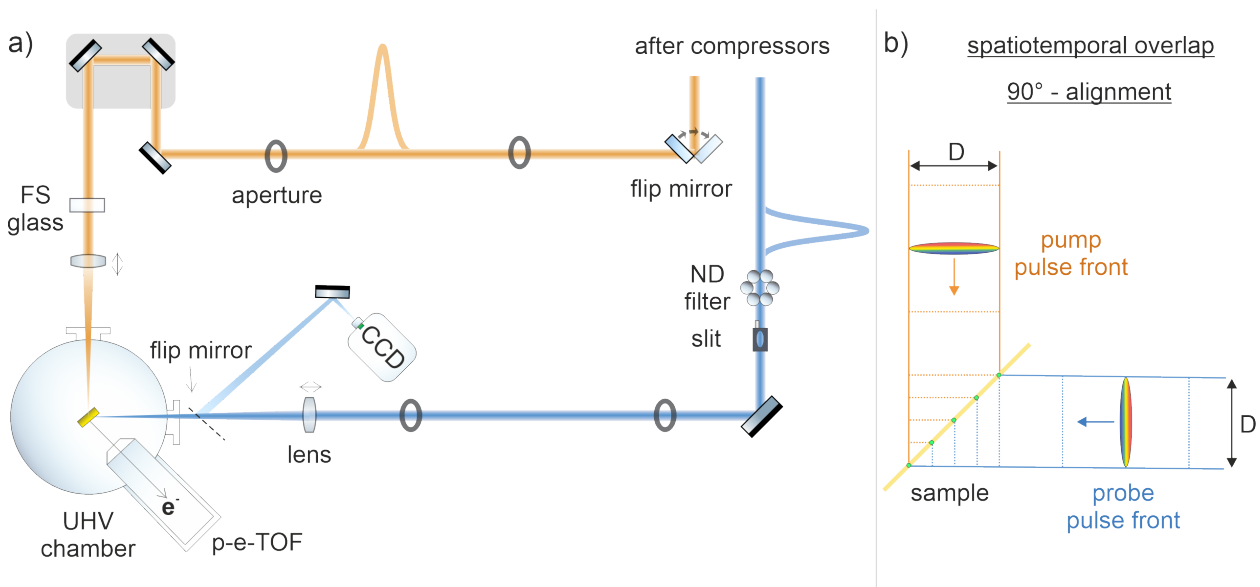 a)
after compressors
aperture
flip mirror
FS
glass
ND
filter
slit
flip mirror
CCD
lens
e-
UHV
chamber
p-e-TOF
b)
spatiotemporal overlap
90° - alignment
D
pump
pulse front
D
sample
probe
pulse front